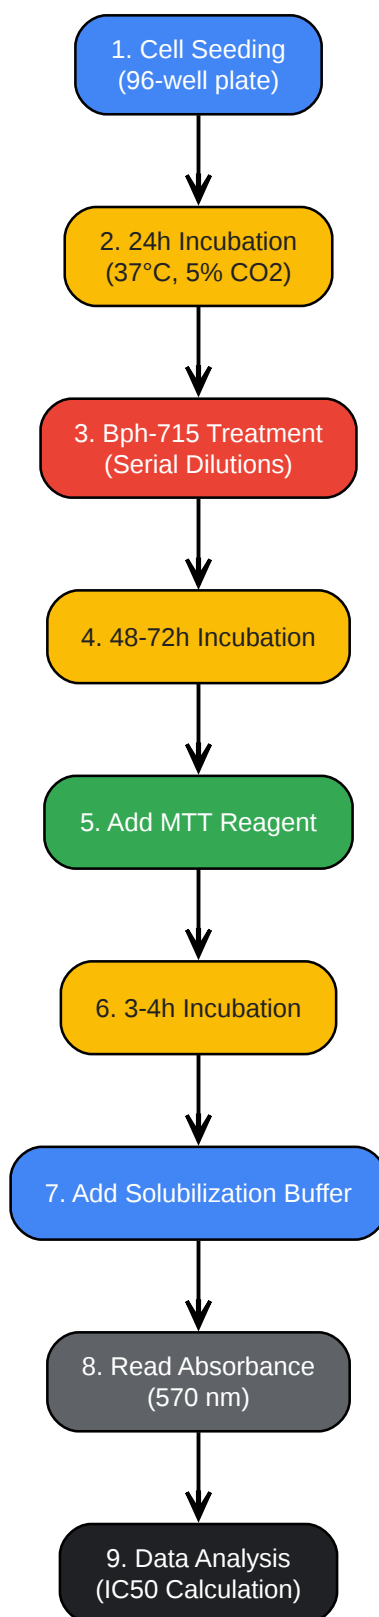 1. Cell Seeding
(96-well plate)
2. 24h Incubation
(37°C, 5% CO2)
3. Bph-715 Treatment
(Serial Dilutions)
4. 48-72h Incubation
5. Add MTT Reagent
6. 3-4h Incubation
7. Add Solubilization Buffer
8. Read Absorbance
(570 nm)
9. Data Analysis
(IC50 Calculation)